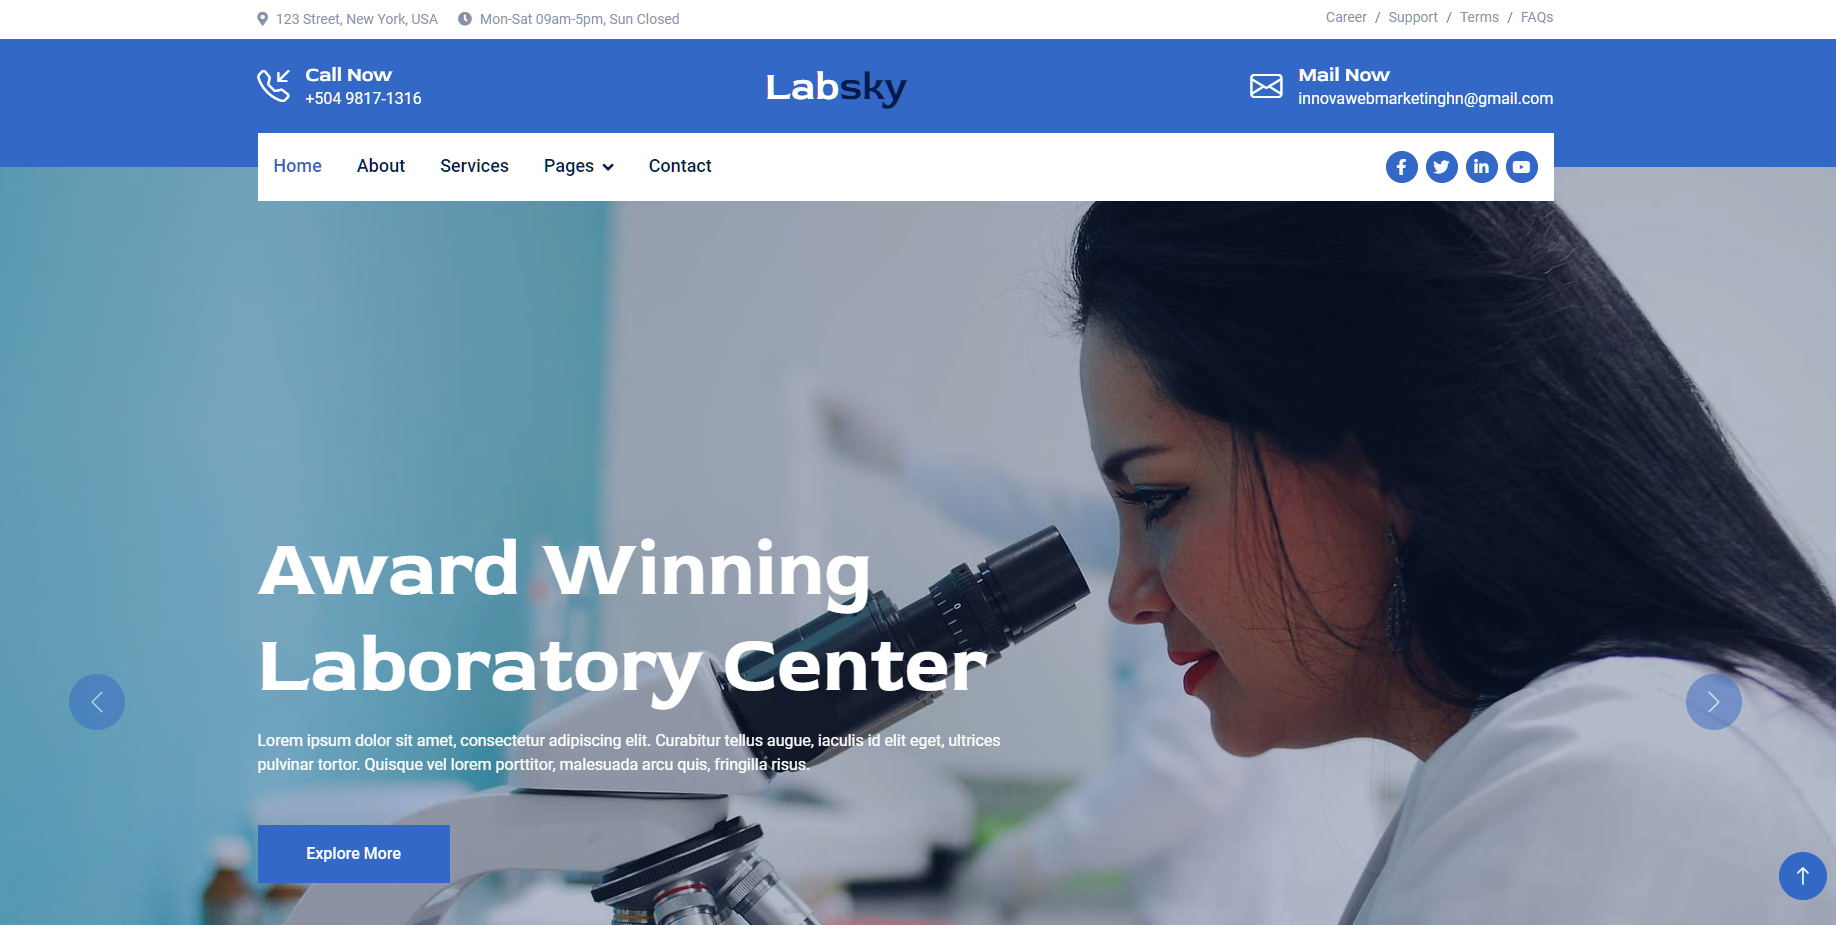 123 Street, New York, USA
Mon-Sat 09am-5pm, Sun Closed
Career / Support / Terms / FAQs
Call Now
+504 9817-1316
Labsky
Mail Now
innovawebmarketinghn@gmail.com
Home
About
Services
Pages
Contact
Award Winning
Laboratory Center
Lorem ipsum dolor sit amet, consectetur adipiscing elit. Curabitur tellus augue, iaculis id elit eget, ultrices
pulvinar tortor. Quisque vel lorem porttitor, malesuada arcu quis, fringilla risus.
Explore More